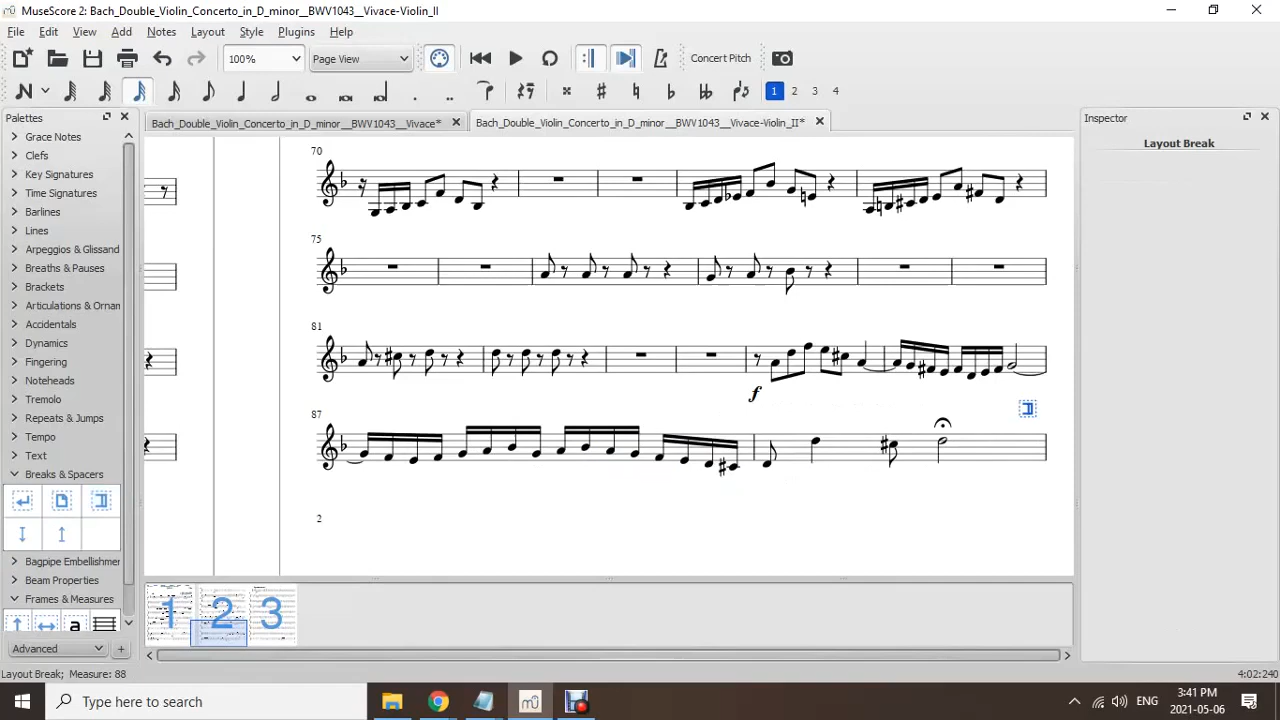 MuseScore 2: Bach_Double_Violin_Concerto_in_D_minor__BWV1043__Vivace-Violin_II
File Edit View Add Notes Layout Style Plugins Help
100% Page View Concert Pitch
1 2 3 4
Palettes
Bach_Double_Violin_Concerto_in_D_minor__BWV1043__Vivace*
Bach_Double_Violin_Concerto_in_D_minor__BWV1043__Vivace-Violin_II*
Inspector
Layout Break
Grace Notes
Clefs
Key Signatures
Time Signatures
Barlines
Lines
Arpeggios & Glissand
Breaths & Pauses
Brackets
Articulations & Ornan
Accidentals
Dynamics
Fingering
Noteheads
Tremolo
Repeats & Jumps
Tempo
Text
Breaks & Spacers
Bagpipe Embellishmer
Beam Properties
Frames & Measures
a
Advanced
+
70
75
81
f
87
2
1 2 3
Layout Break; Measure: 88
4:02:240
Type here to search
ENG
3:41 PM
2021-05-06